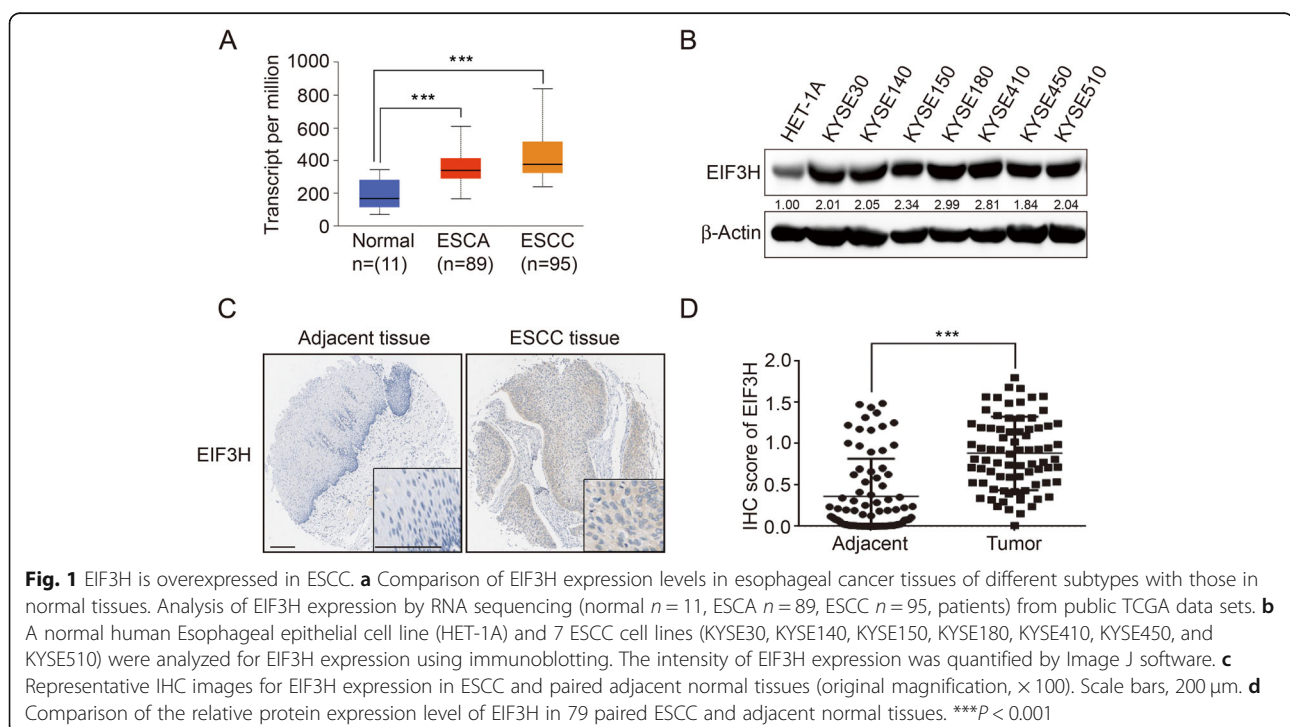 A
Transcript per million
1000
800
600
400
200
0
***
***
Normal
n=(11)
ESCA
(n=89)
ESCC
(n=95)
B
HET-1A
KYSE30
KYSE140
KYSE150
KYSE180
KYSE410
KYSE450
KYSE510
EIF3H
1.00 2.01 2.05 2.34 2.99 2.81 1.84 2.04
β-Actin
C
Adjacent tissue
ESCC tissue
EIF3H
D
***
IHC score of EIF3H
2.0
1.5
1.0
0.5
0.0
Adjacent
Tumor
Fig. 1 EIF3H is overexpressed in ESCC. a Comparison of EIF3H expression levels in esophageal cancer tissues of different subtypes with those in
normal tissues. Analysis of EIF3H expression by RNA sequencing (normal n = 11, ESCA n = 89, ESCC n = 95, patients) from public TCGA data sets. b
A normal human Esophageal epithelial cell line (HET-1A) and 7 ESCC cell lines (KYSE30, KYSE140, KYSE150, KYSE180, KYSE410, KYSE450, and
KYSE510) were analyzed for EIF3H expression using immunoblotting. The intensity of EIF3H expression was quantified by Image J software. c
Representative IHC images for EIF3H expression in ESCC and paired adjacent normal tissues (original magnification, × 100). Scale bars, 200 μm. d
Comparison of the relative protein expression level of EIF3H in 79 paired ESCC and adjacent normal tissues. ***P < 0.001